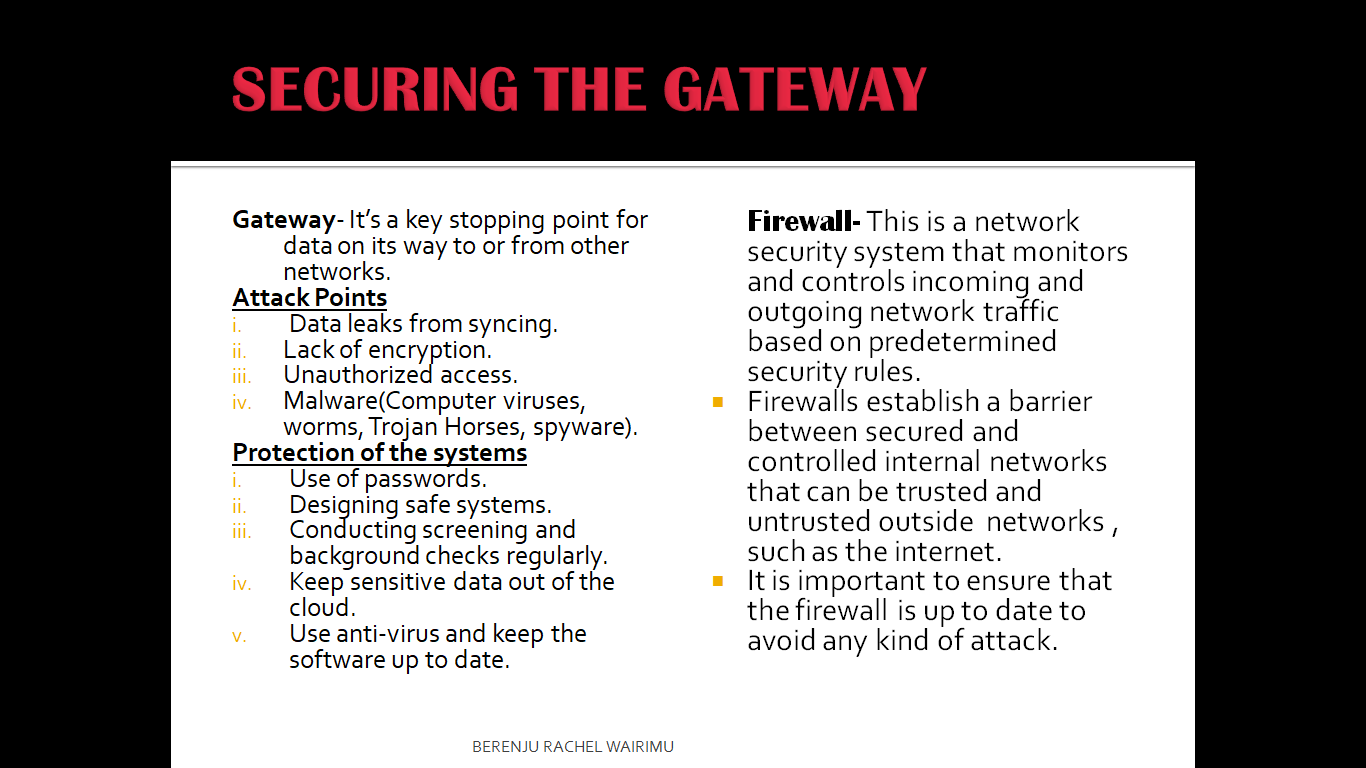 SECURING THE GATEWAY
Gateway- It's a key stopping point for
data on its way to or from other
networks.
Attack Points
i. Data leaks from syncing.
ii. Lack of encryption.
iii. Unauthorized access.
iv. Malware(Computer viruses,
worms, Trojan Horses, spyware).
Protection of the systems
i. Use of passwords.
ii. Designing safe systems.
iii. Conducting screening and
background checks regularly.
iv. Keep sensitive data out of the
cloud.
v. Use anti-virus and keep the
software up to date.
Firewall- This is a network
security system that monitors
and controls incoming and
outgoing network traffic
based on predetermined
security rules.
■ Firewalls establish a barrier
between secured and
controlled internal networks
that can be trusted and
untrusted outside networks ,
such as the internet.
■ It is important to ensure that
the firewall is up to date to
avoid any kind of attack.
BERENJU RACHEL WAIRIMU